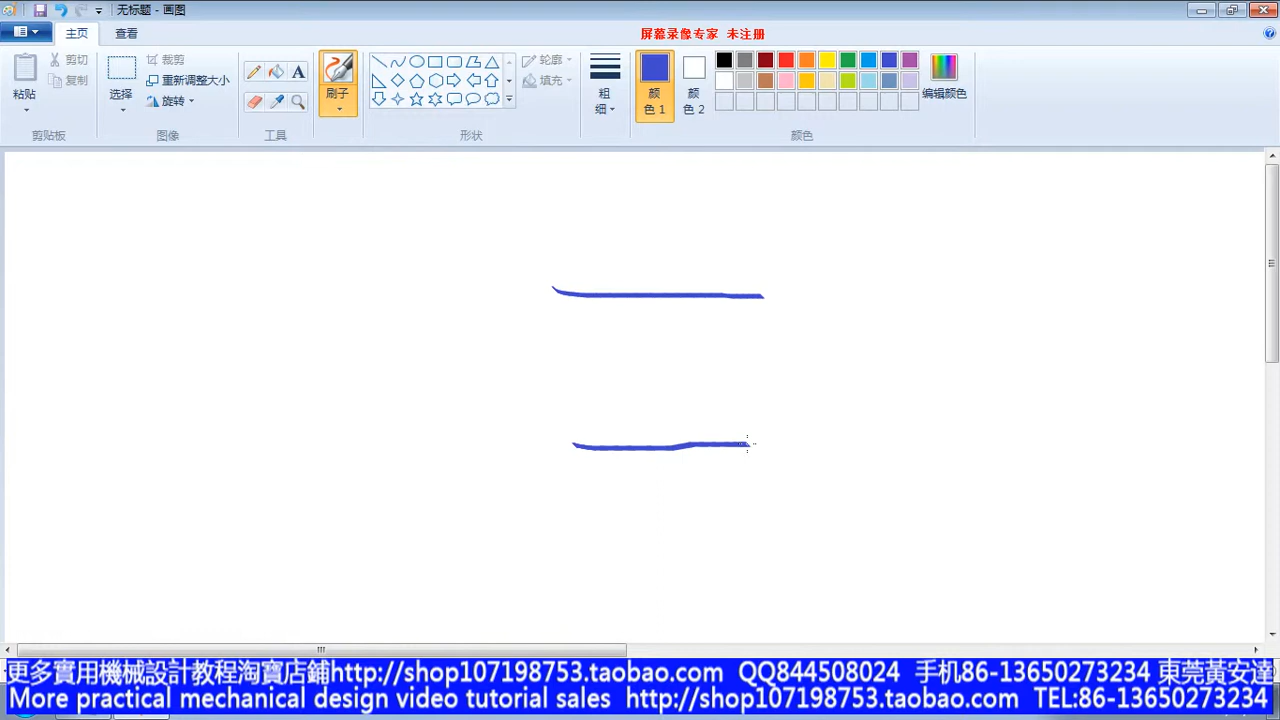 无标题 - 画图
主页 查看
屏幕录像专家 未注册
粘贴
剪切
复制
剪贴板
选择
裁剪
重新调整大小
旋转
图像
A
工具
刷子
轮廓
填充
形状
粗细
颜色 1
颜色 2
编辑颜色
颜色
更多實用機械設計教程淘寶店鋪http://shop107198753.taobao.com QQ844508024 手机86-13650273234 東莞黃安達
More practical mechanical design video tutorial sales http://shop107198753.taobao.com TEL:86-13650273234